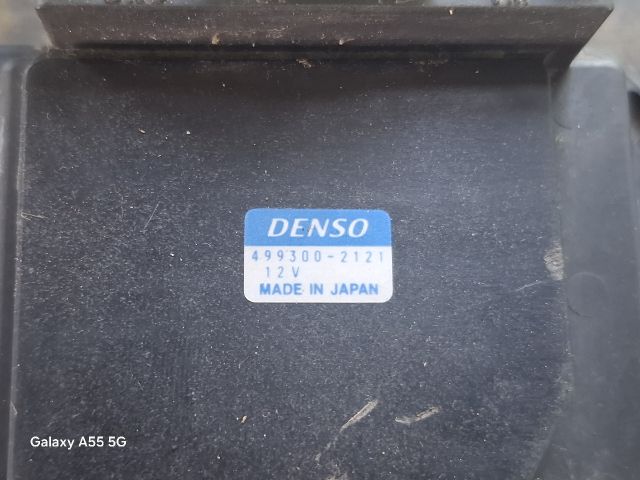 DENSO
499300-2121
12V
MADE IN JAPAN
Galaxy A55 5G